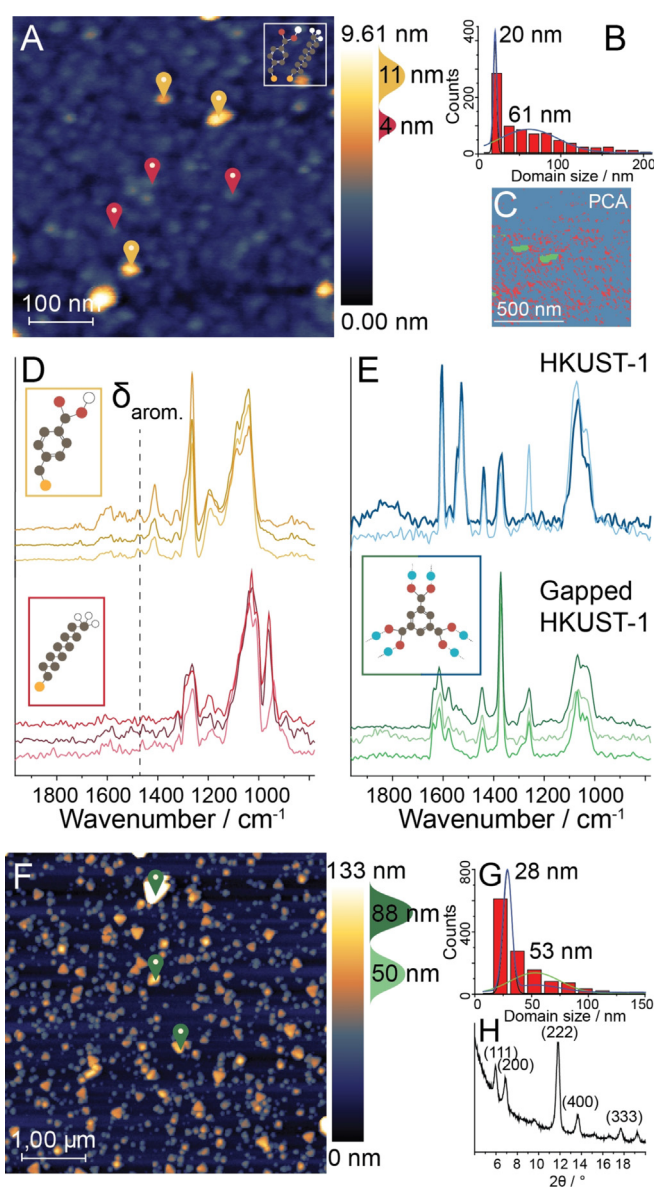 A
9.61 nm
11 nm
4 nm
0.00 nm
100 nm
B
20 nm
61 nm
Counts
400
200
0
0
100
200
Domain size / nm
C
PCA
500 nm
D
δarom.
1800 1600 1400 1200 1000
Wavenumber / cm-1
E
HKUST-1
Gapped
HKUST-1
1800 1600 1400 1200 1000
Wavenumber / cm-1
F
133 nm
88 nm
50 nm
0 nm
1,00 µm
G
28 nm
53 nm
Counts
800
400
0
0
50
100
150
Domain size / nm
H
(111)
(200)
(222)
(400)
(333)
6 8 10 12 14 16 18
2θ / °